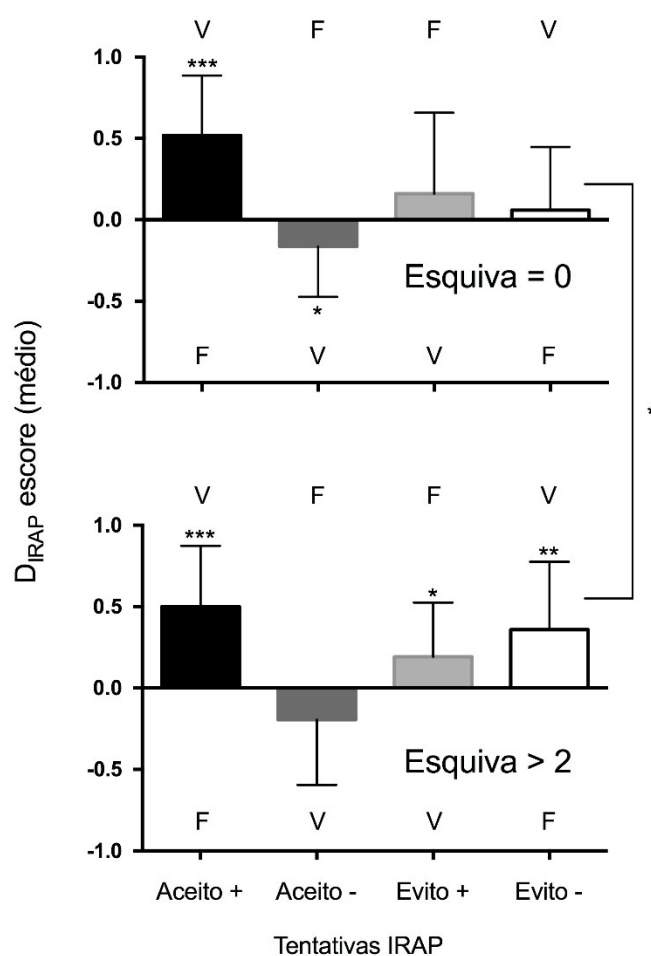 V F F V
1.0
***
0.5
0.0
Esquiva = 0
-0.5
*
F V V F
-1.0
*
DIRAP escore (médio)
V F F V
1.0
***
**
*
0.5
0.0
Esquiva > 2
-0.5
F V V F
-1.0
Aceito + Aceito - Evito + Evito -
Tentativas IRAP